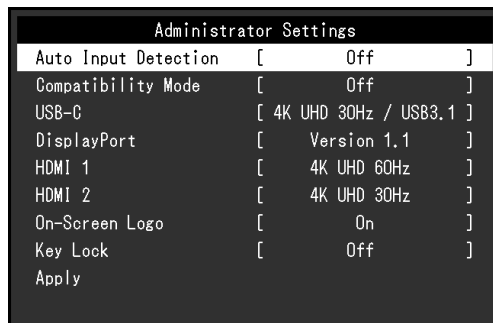 Administrator Settings
Auto Input Detection [ Off ]
Compatibility Mode [ Off ]
USB-C [ 4K UHD 30Hz / USB3.1 ]
DisplayPort [ Version 1.1 ]
HDMI 1 [ 4K UHD 60Hz ]
HDMI 2 [ 4K UHD 30Hz ]
On-Screen Logo [ On ]
Key Lock [ Off ]
Apply